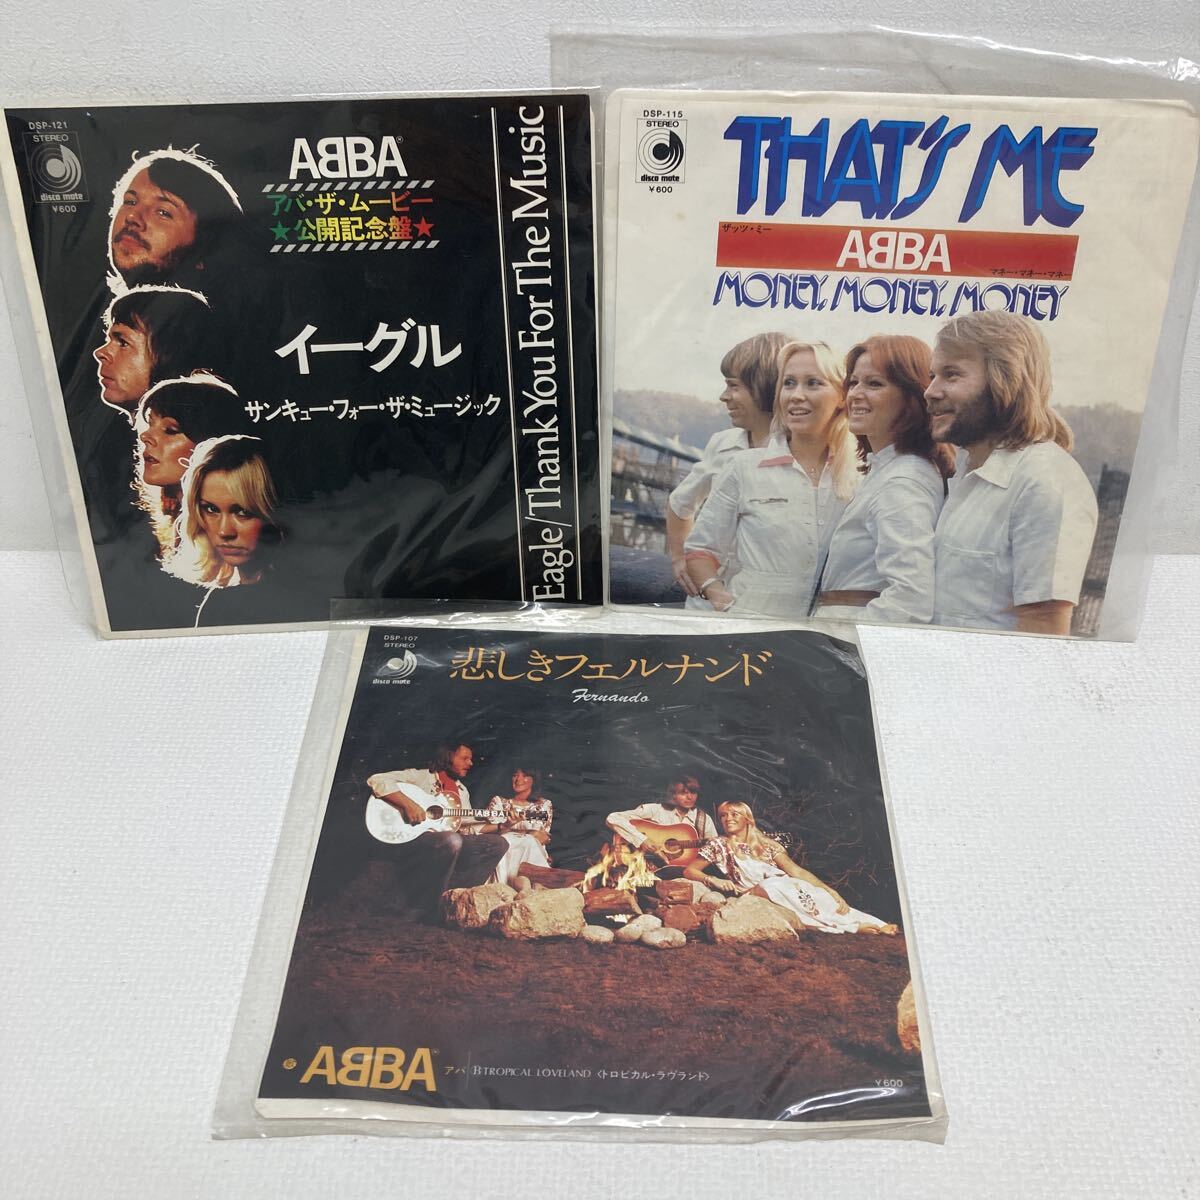 DSP-121
STEREO
disco mate
¥600
ABBA®
アバ・ザ・ムービー
★公開記念盤★
イーグル
サンキュー・フォー・ザ・ミュージック
Eagle/Thank You For The Music
DSP-115
STEREO
disco mate
¥600
THAT'S ME
ザッツ・ミー
ABBA
マネー・マネー・マネー
MONEY, MONEY, MONEY
DSP-107
STEREO
disco mate
悲しきフェルナンド
Fernando
ABBA
ABBA®
アバ
B TROPICAL LOVELAND〈トロピカル・ラヴランド〉
¥600